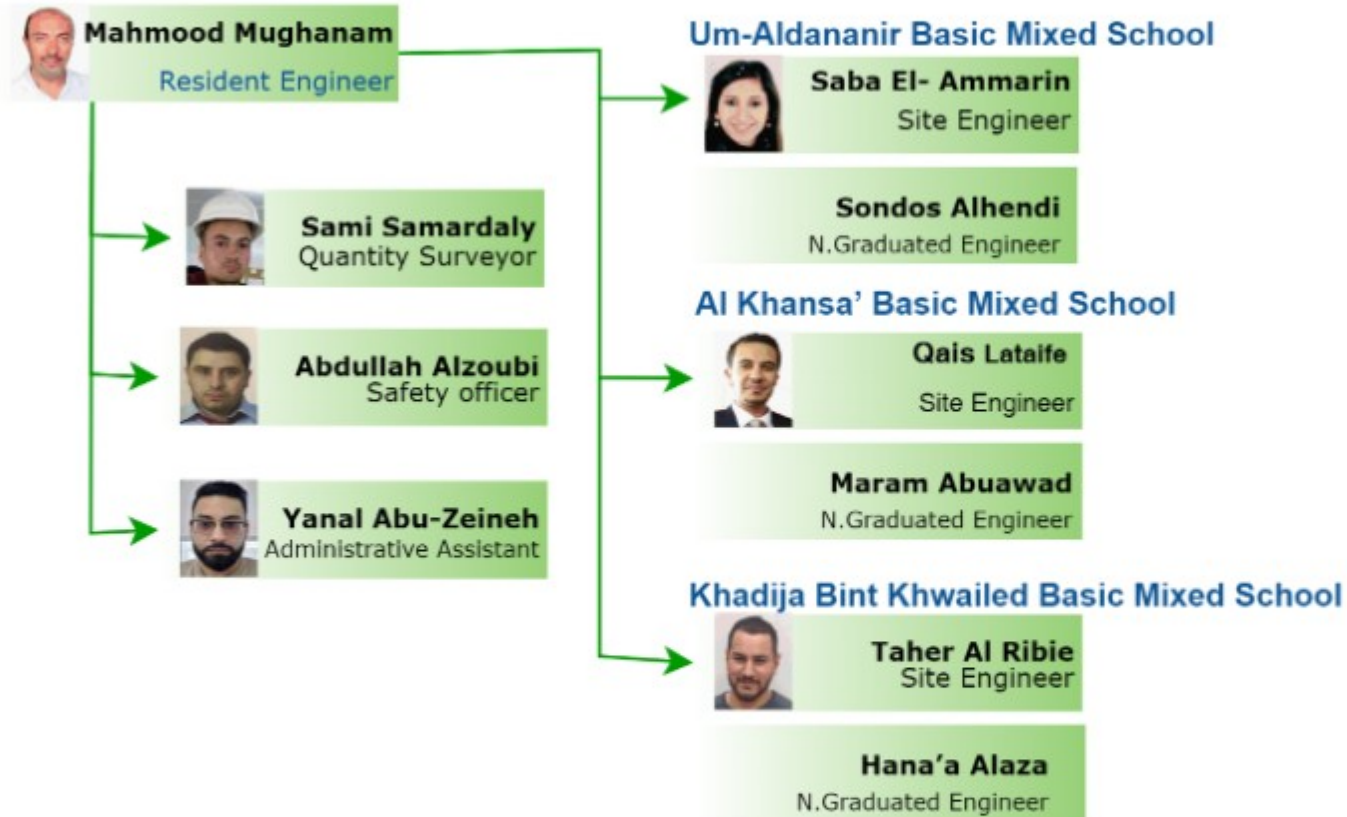 Mahmood Mughanam
Resident Engineer
Sami Samardaly
Quantity Surveyor
Abdullah Alzoubi
Safety officer
Yanal Abu-Zeineh
Administrative Assistant
Um-Aldananir Basic Mixed School
Saba El- Ammarin
Site Engineer
Sondos Alhendi
N.Graduated Engineer
Al Khansa’ Basic Mixed School
Qais Lataife
Site Engineer
Maram Abuawad
N.Graduated Engineer
Khadija Bint Khwailed Basic Mixed School
Taher Al Ribie
Site Engineer
Hana’a Alaza
N.Graduated Engineer